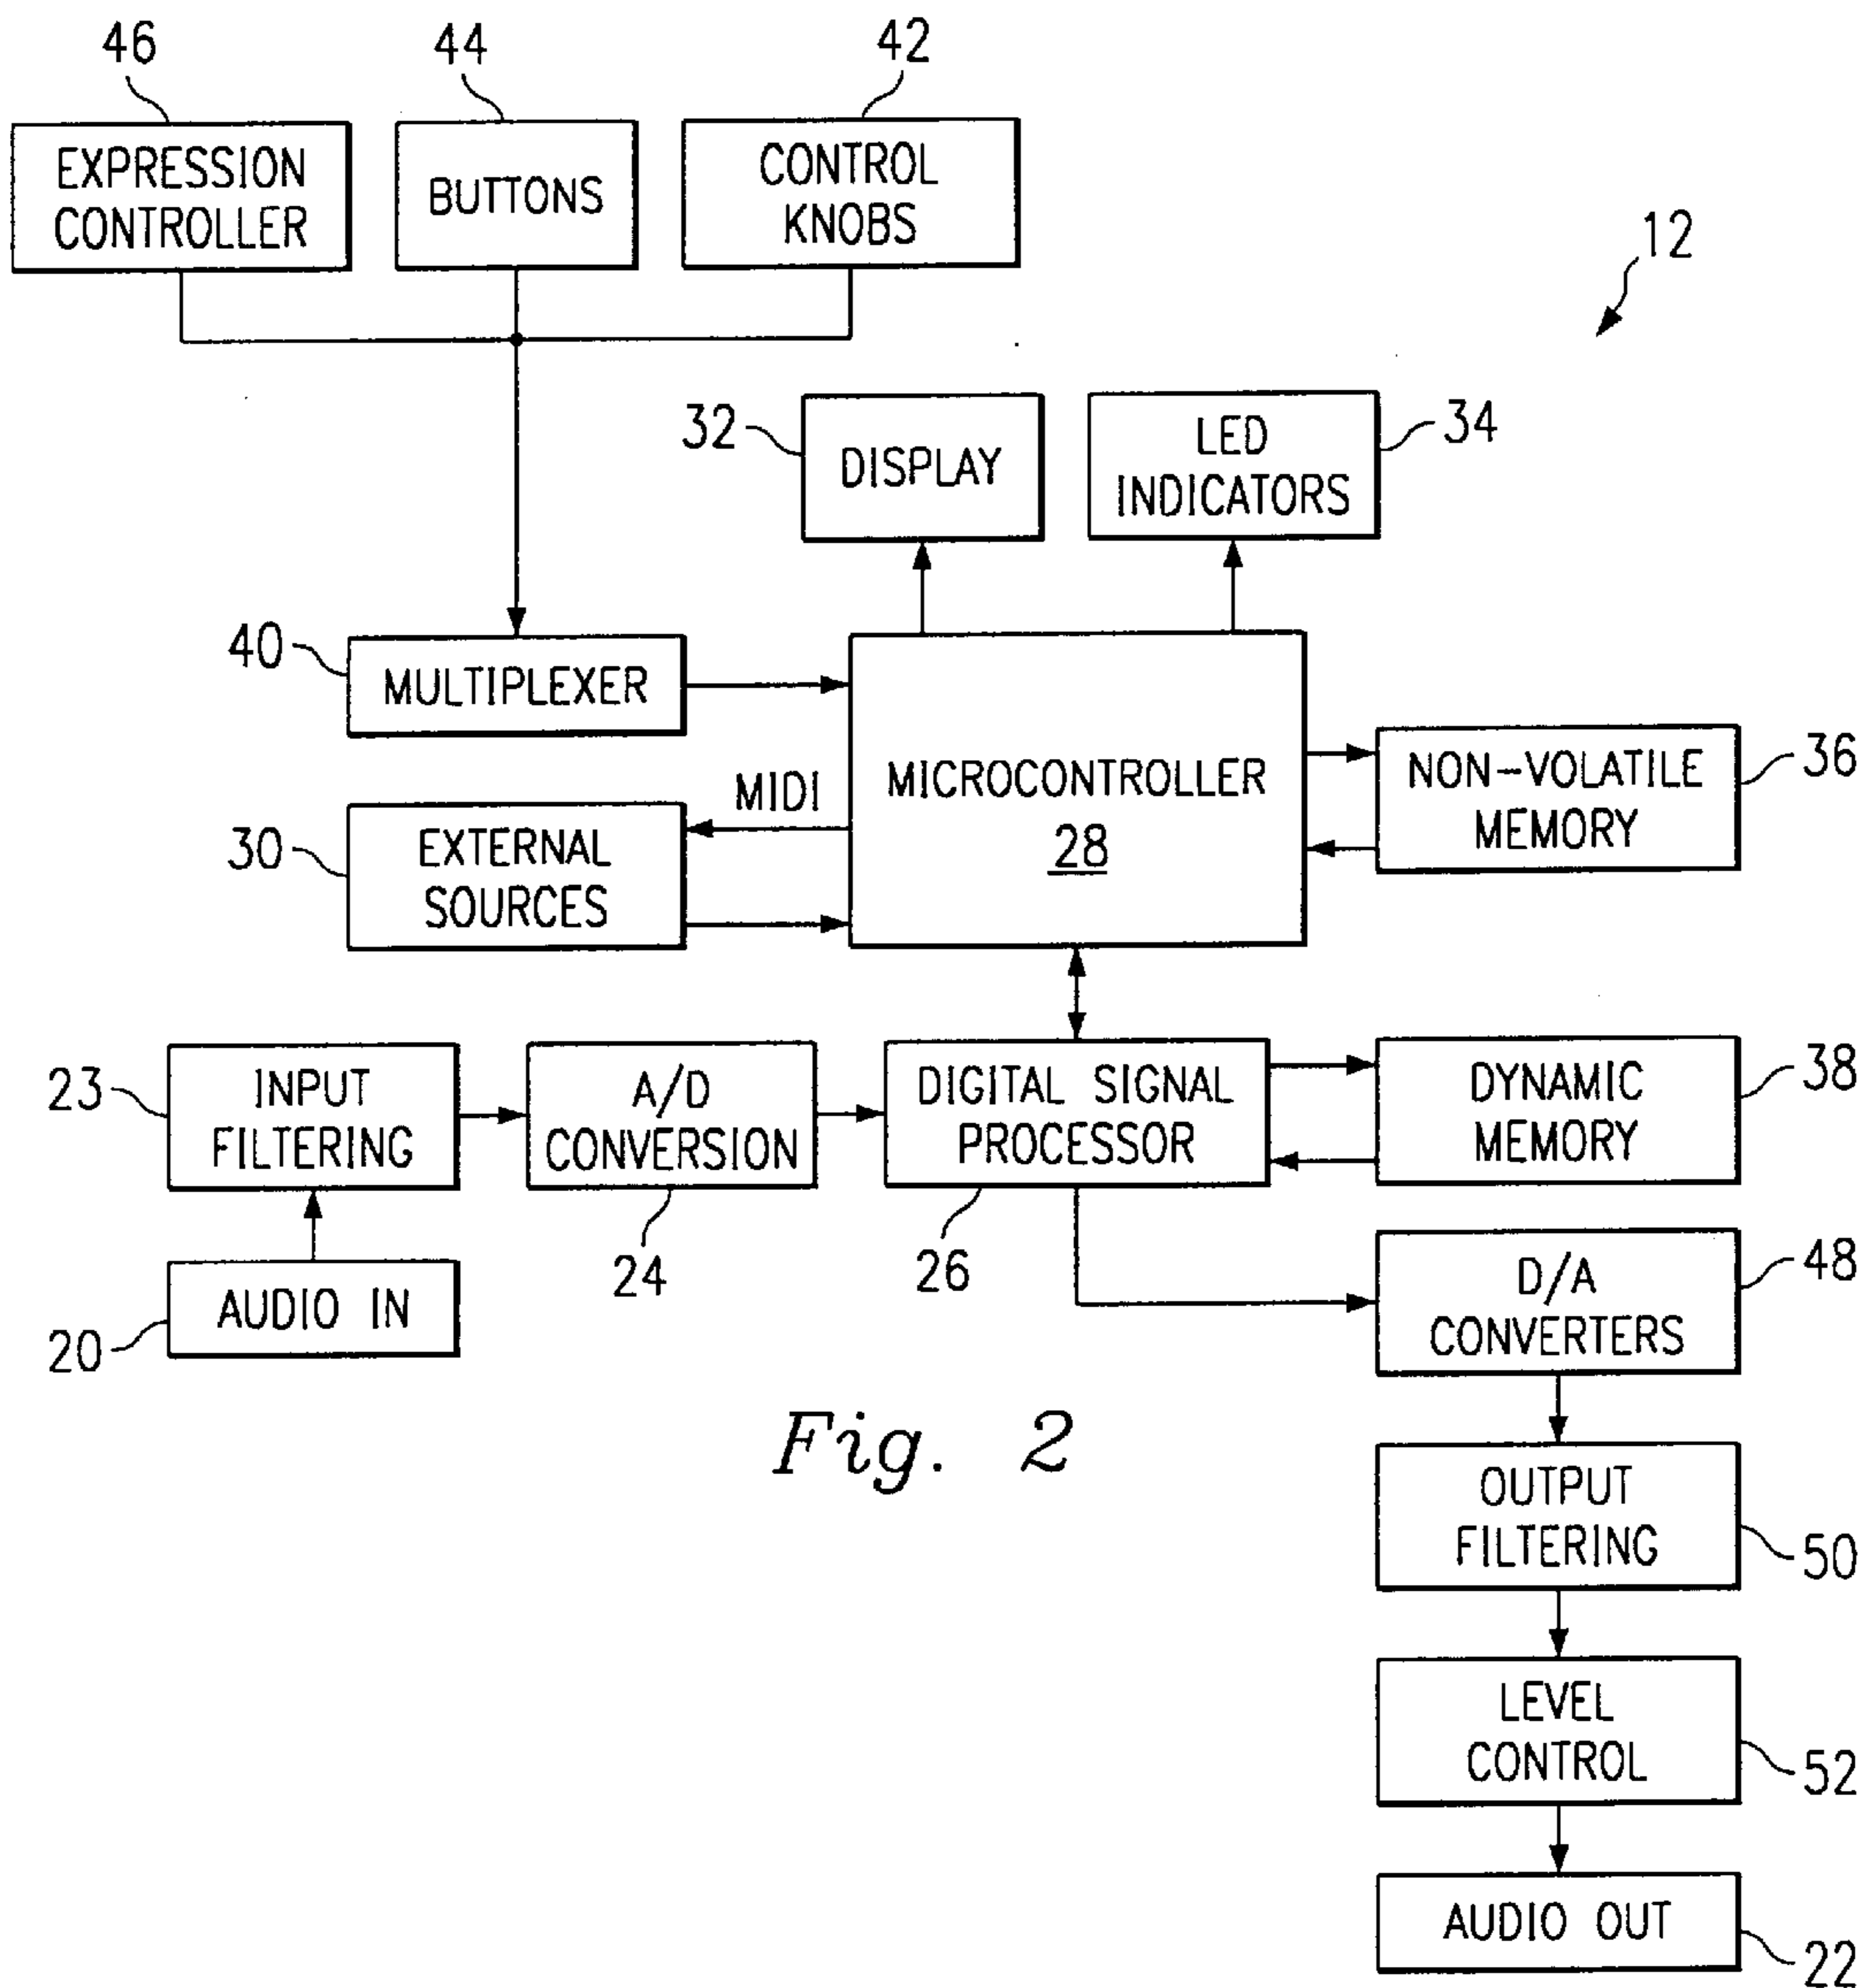 46
44
42
EXPRESSION
CONTROLLER
BUTTONS
CONTROL
KNOBS
12
32
DISPLAY
LED
INDICATORS
34
40
MULTIPLEXER
MICROCONTROLLER
28
MIDI
30
EXTERNAL
SOURCES
NON-VOLATILE
MEMORY
36
23
INPUT
FILTERING
A/D
CONVERSION
24
DIGITAL SIGNAL
PROCESSOR
26
DYNAMIC
MEMORY
38
20
AUDIO IN
D/A
CONVERTERS
48
Fig. 2
OUTPUT
FILTERING
50
LEVEL
CONTROL
52
AUDIO OUT
22